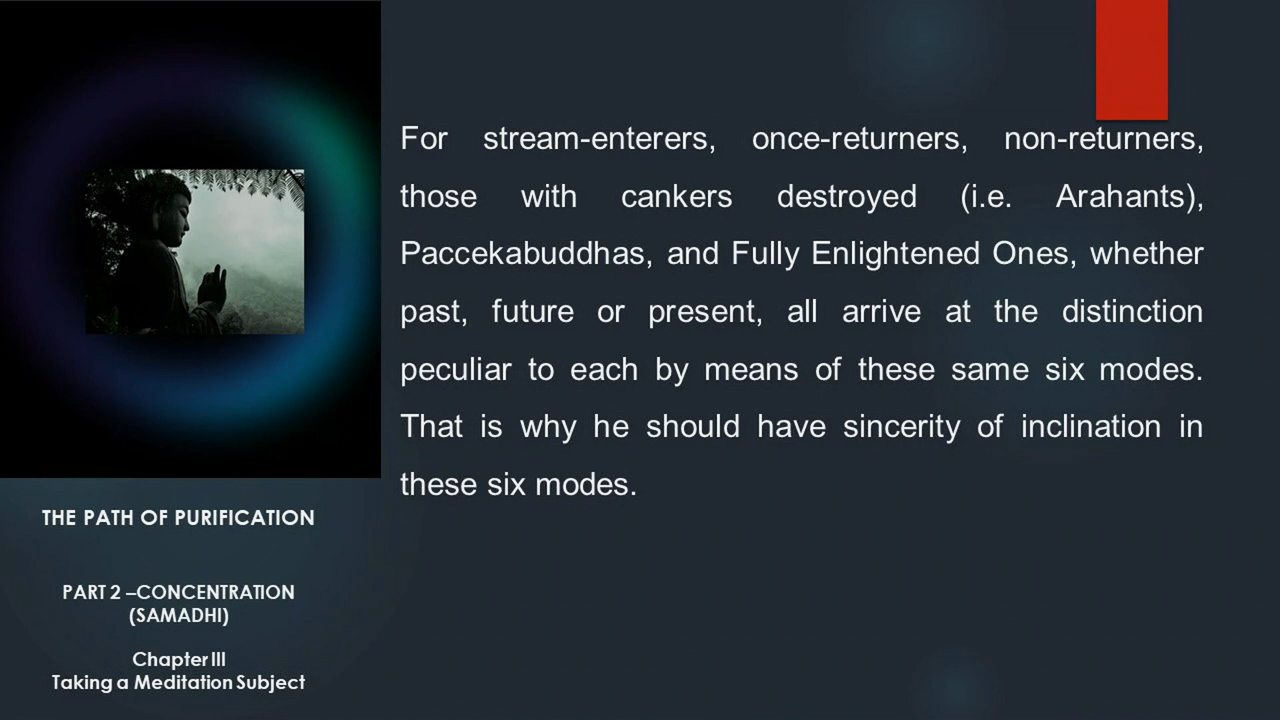 For stream-enterers, once-returners, non-returners,
those with cankers destroyed (i.e. Arahants),
Paccekabuddhas, and Fully Enlightened Ones, whether
past, future or present, all arrive at the distinction
peculiar to each by means of these same six modes.
That is why he should have sincerity of inclination in
these six modes.
THE PATH OF PURIFICATION
PART 2 –CONCENTRATION
(SAMADHI)
Chapter III
Taking a Meditation Subject